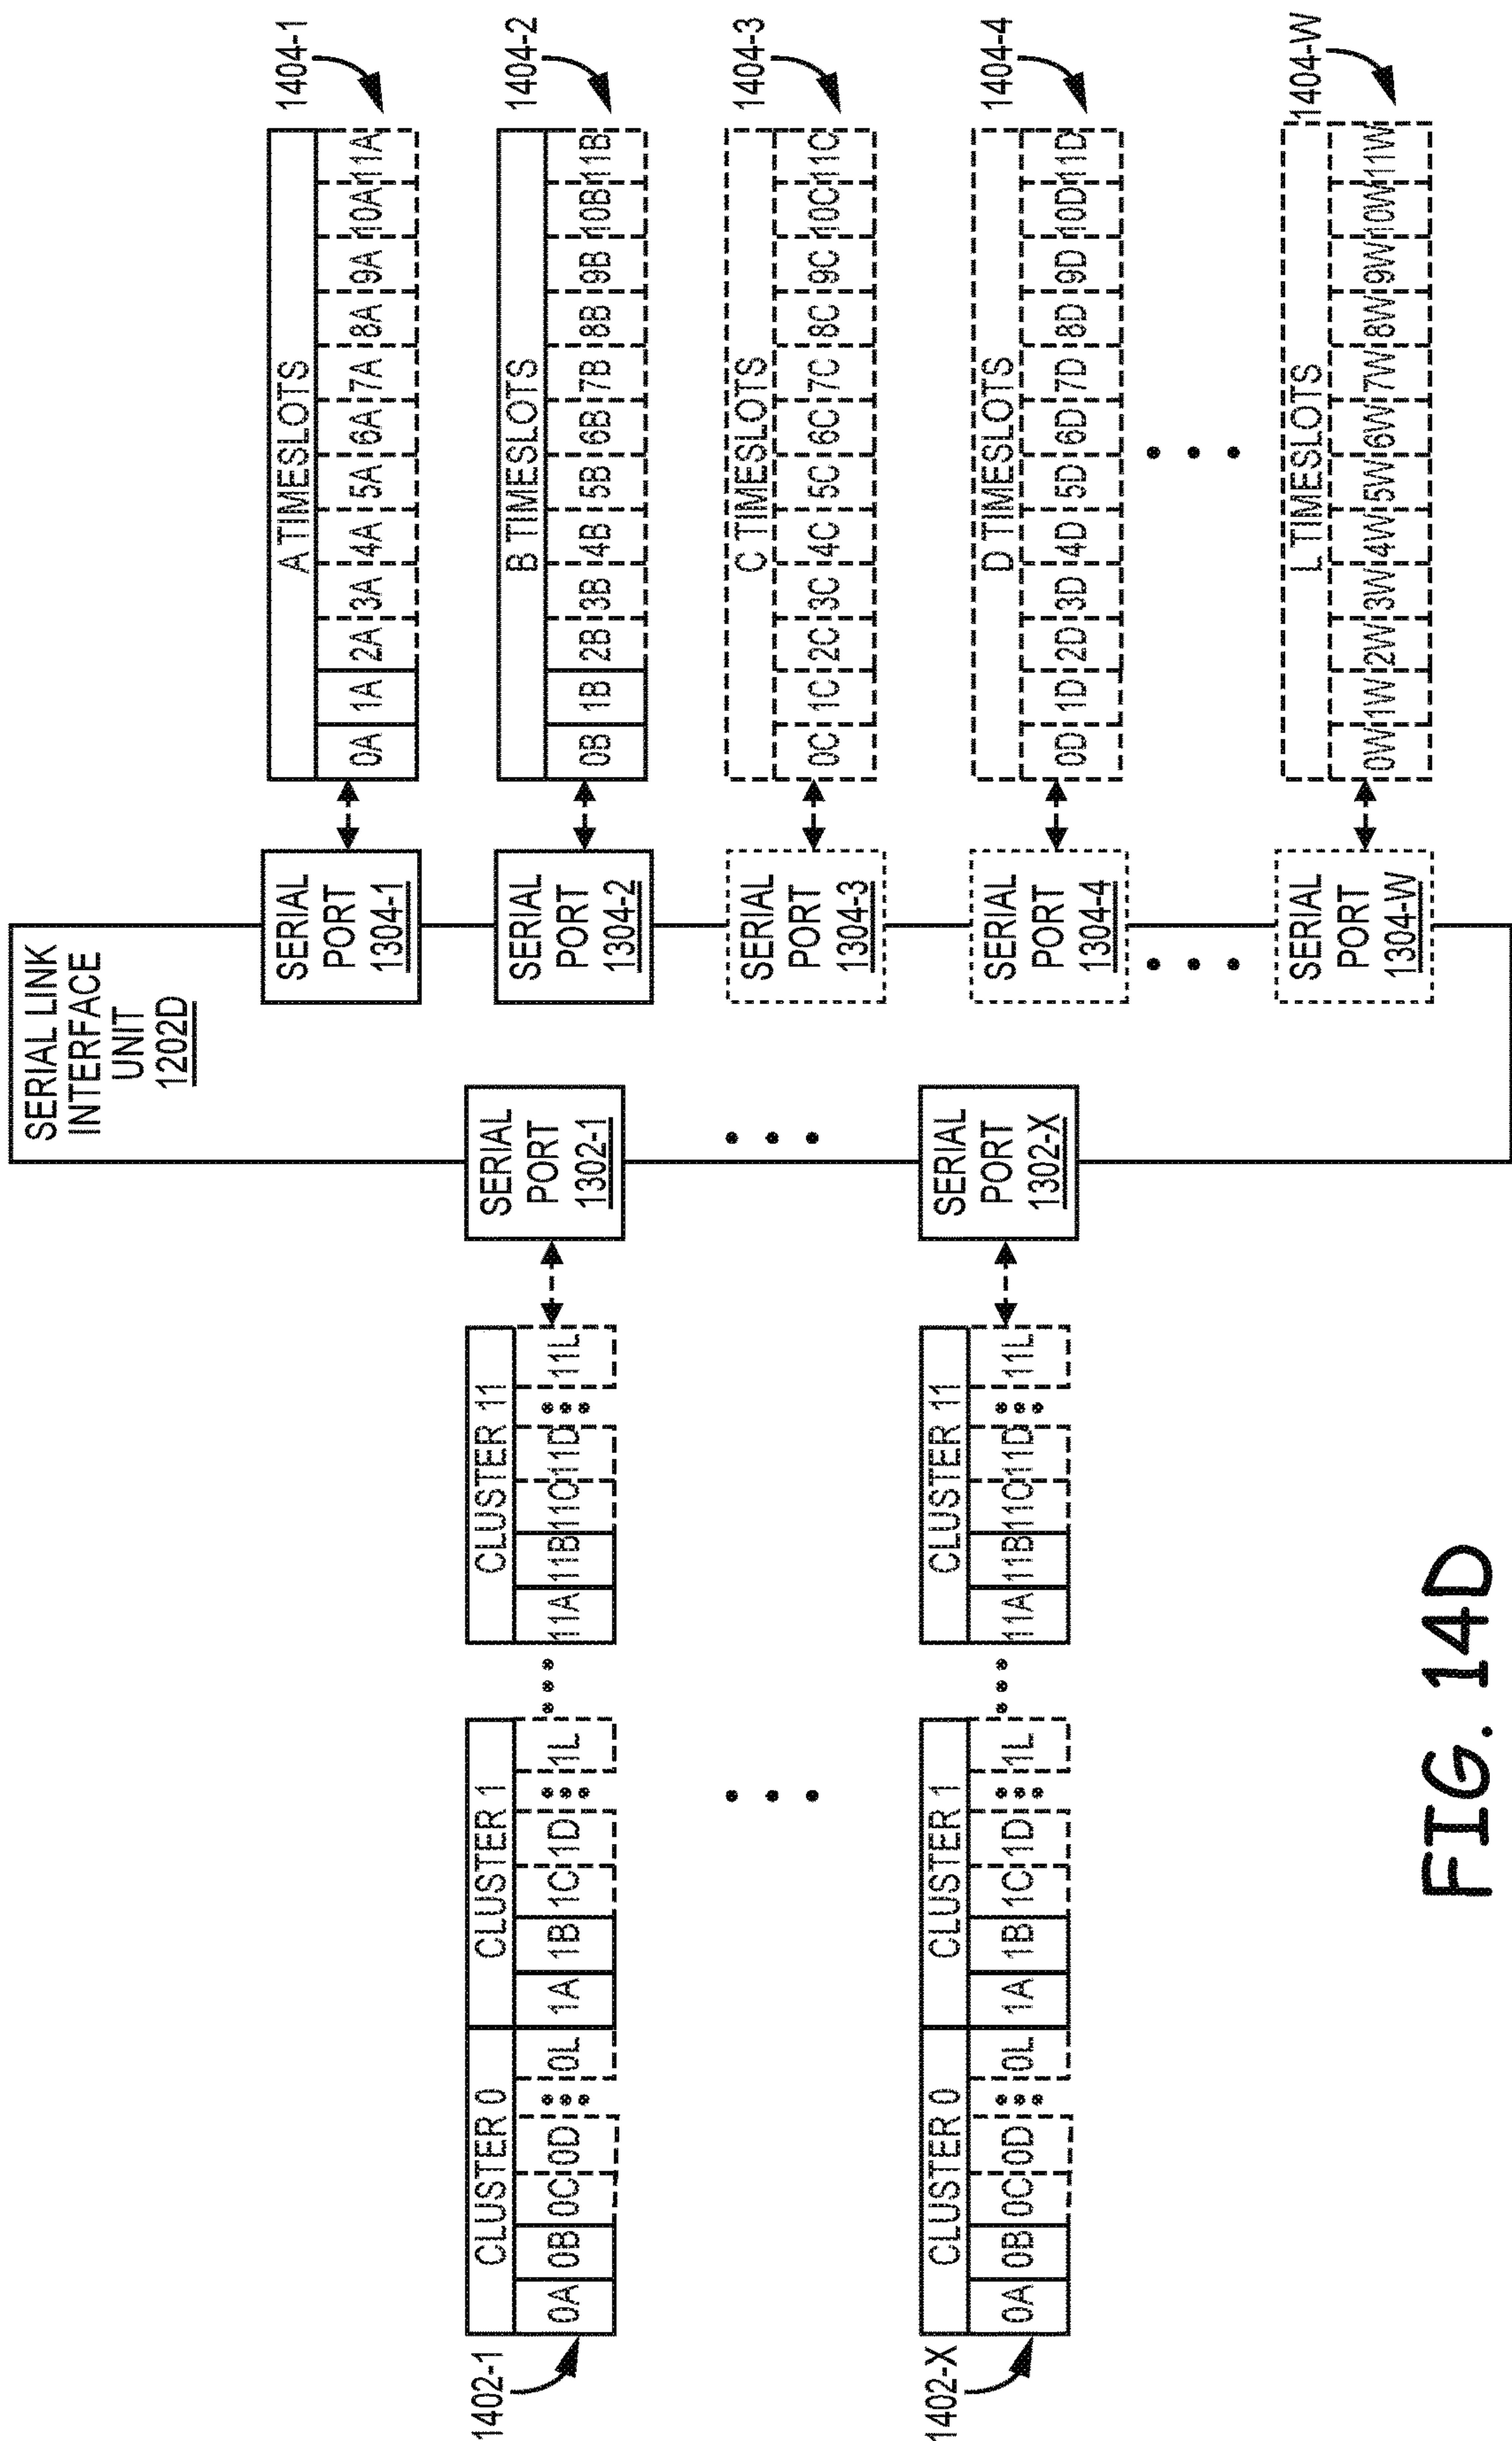 SERIAL LINK
INTERFACE
UNIT
1202D
1404-1
A TIMESLOTS
0A 1A 2A 3A 4A 5A 6A 7A 8A 9A 10A 11A
SERIAL
PORT
1304-1
1404-2
B TIMESLOTS
0B 1B 2B 3B 4B 5B 6B 7B 8B 9B 10B 11B
SERIAL
PORT
1304-2
1404-3
C TIMESLOTS
0C 1C 2C 3C 4C 5C 6C 7C 8C 9C 10C 11C
SERIAL
PORT
1304-3
1404-4
D TIMESLOTS
0D 1D 2D 3D 4D 5D 6D 7D 8D 9D 10D 11D
SERIAL
PORT
1304-4
1404-W
L TIMESLOTS
0W 1W 2W 3W 4W 5W 6W 7W 8W 9W 10W 11W
SERIAL
PORT
1304-W
1402-1
CLUSTER 0 CLUSTER 1 CLUSTER 11
0A 0B 0C 0D 0L 1A 1B 1C 1D 1L 11A 11B 11C 11D 11L
SERIAL
PORT
1302-1
1402-X
CLUSTER 0 CLUSTER 1 CLUSTER 11
0A 0B 0C 0D 0L 1A 1B 1C 1D 1L 11A 11B 11C 11D 11L
SERIAL
PORT
1302-X
FIG. 14D